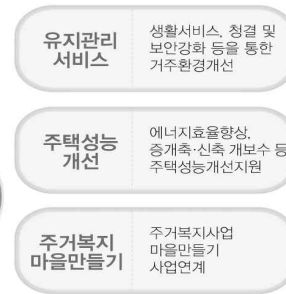 유지관리
서비스
생활서비스, 청결 및
보안강화 등을 통한
거주환경개선
주택성능
개선
에너지효율향상,
증개축·신축 개보수 등
주택성능개선지원
주거복지
마을만들기
주거복지사업
마을만들기
사업연계